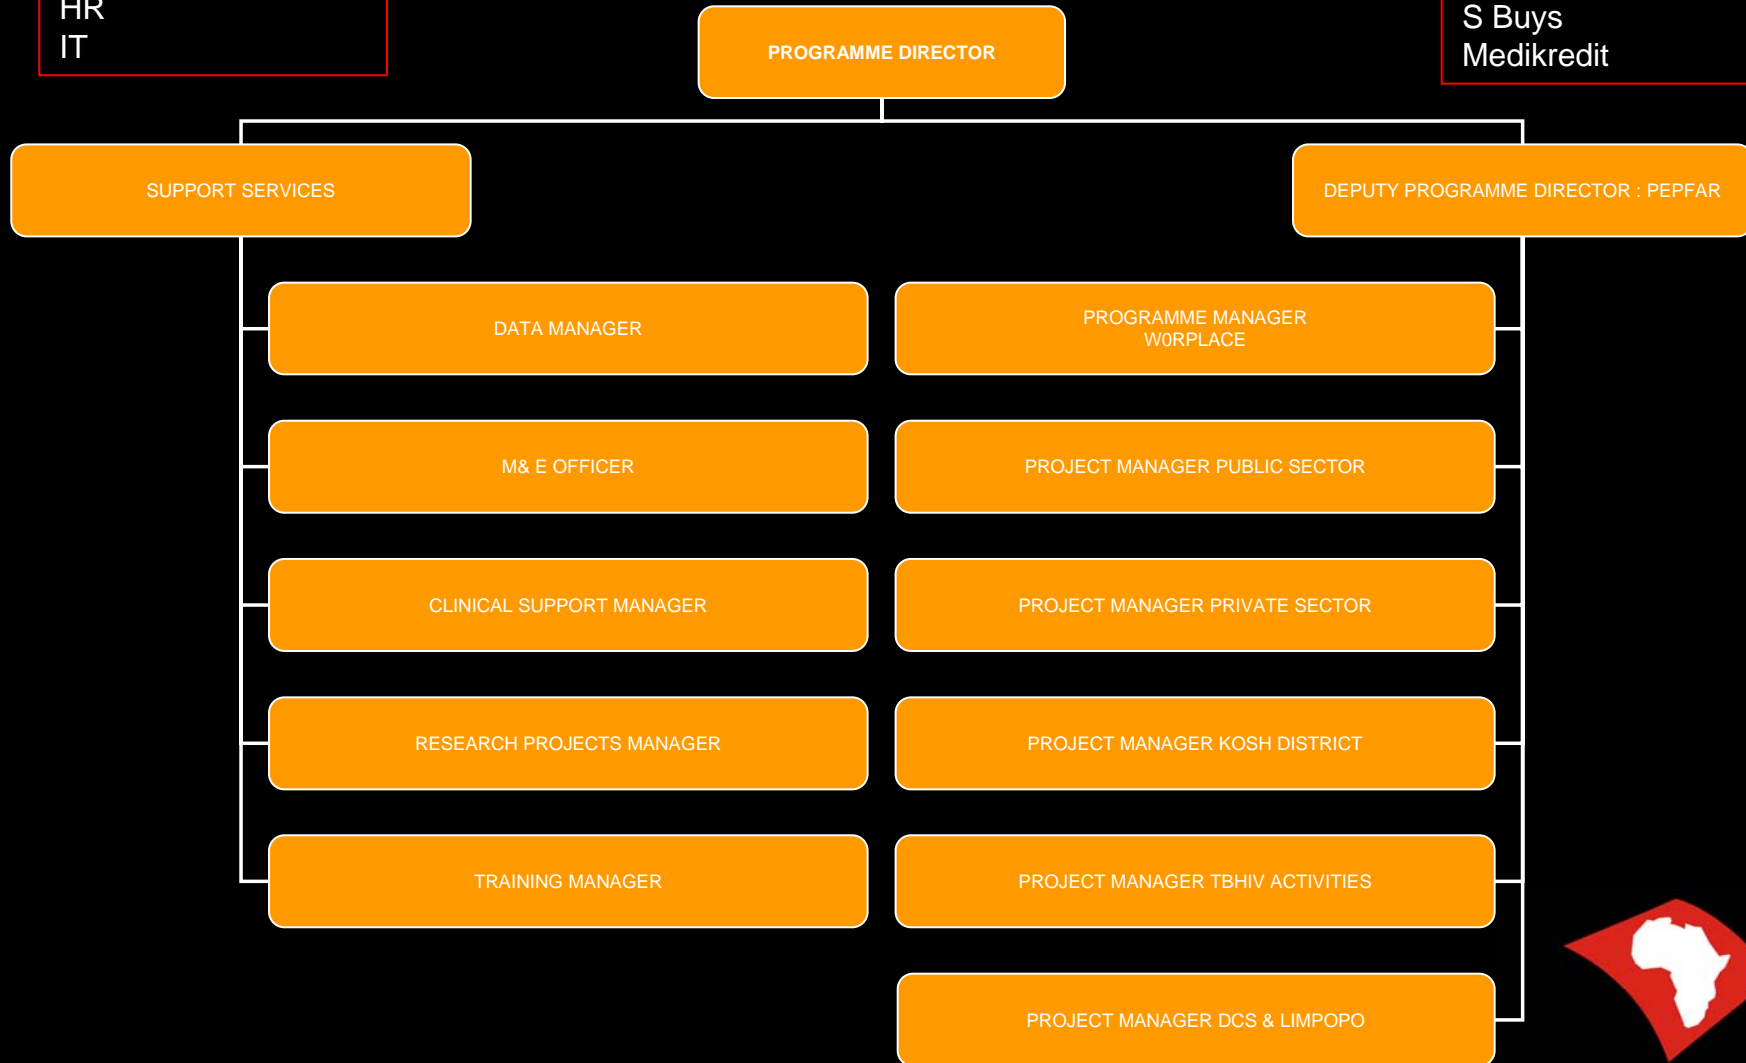 HR
IT
S Buys
Medikredit
PROGRAMME DIRECTOR
SUPPORT SERVICES
DEPUTY PROGRAMME DIRECTOR : PEPFAR
DATA MANAGER
PROGRAMME MANAGER
W0RPLACE
M& E OFFICER
PROJECT MANAGER PUBLIC SECTOR
CLINICAL SUPPORT MANAGER
PROJECT MANAGER PRIVATE SECTOR
RESEARCH PROJECTS MANAGER
PROJECT MANAGER KOSH DISTRICT
TRAINING MANAGER
PROJECT MANAGER TBHIV ACTIVITIES
PROJECT MANAGER DCS & LIMPOPO